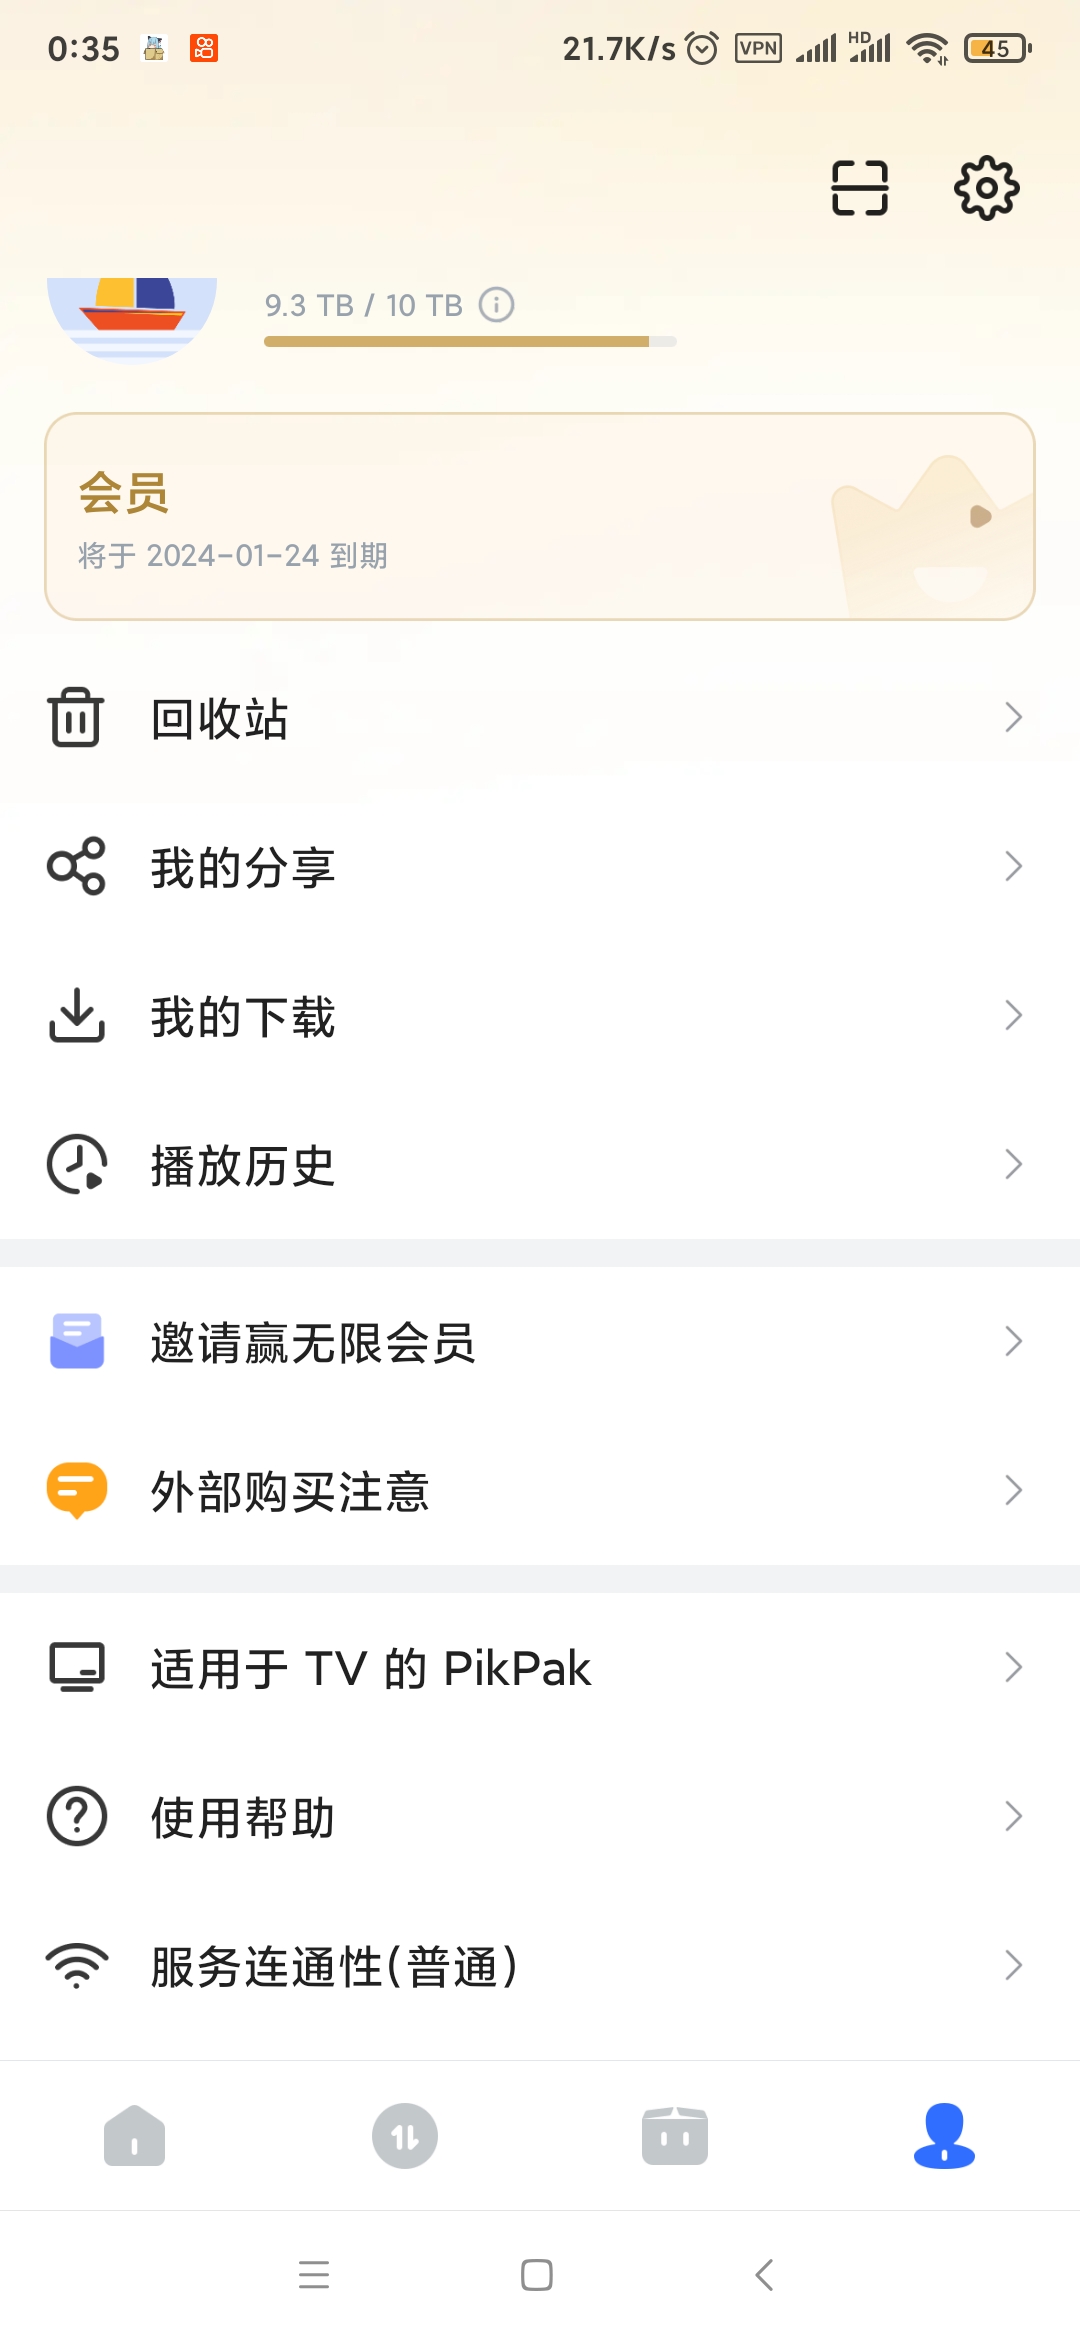 0:35 21.7K/s VPN HD 45
9.3 TB / 10 TB
会员
将于 2024-01-24 到期
回收站
我的分享
我的下载
播放历史
邀请赢无限会员
外部购买注意
适用于 TV 的 PikPak
使用帮助
服务连通性(普通)